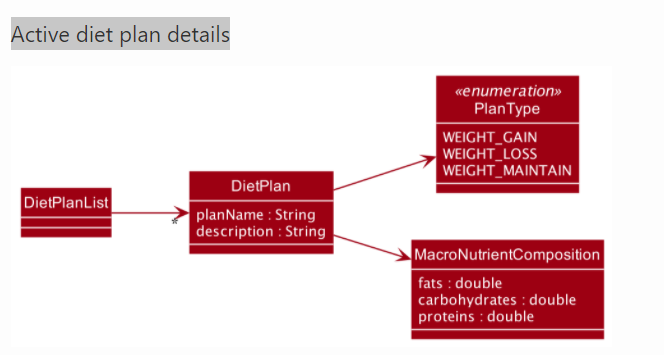 Active diet plan details
«enumeration»
PlanType
WEIGHT_GAIN
WEIGHT_LOSS
WEIGHT_MAINTAIN
DietPlanList
*
DietPlan
planName : String
description : String
MacroNutrientComposition
fats : double
carbohydrates : double
proteins : double